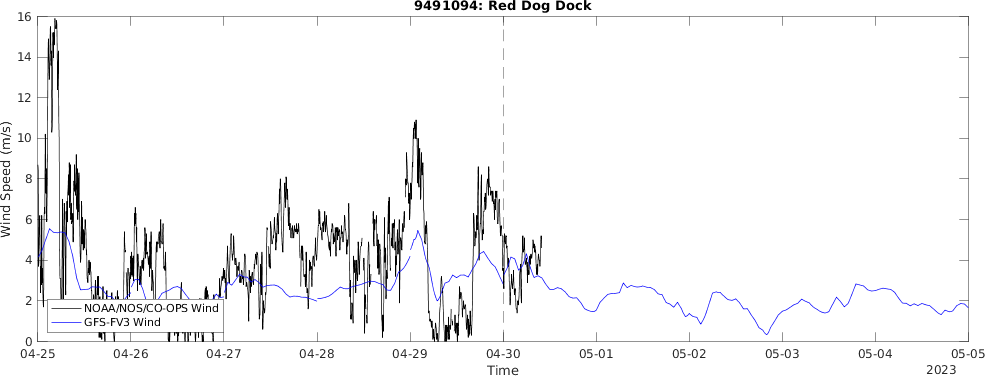 9491094: Red Dog Dock
16
14
12
10
8
6
4
2
0
Wind Speed (m/s)
NOAA/NOS/CO-OPS Wind
GFS-FV3 Wind
04-25 04-26 04-27 04-28 04-29 04-30 05-01 05-02 05-03 05-04 05-05
Time
2023